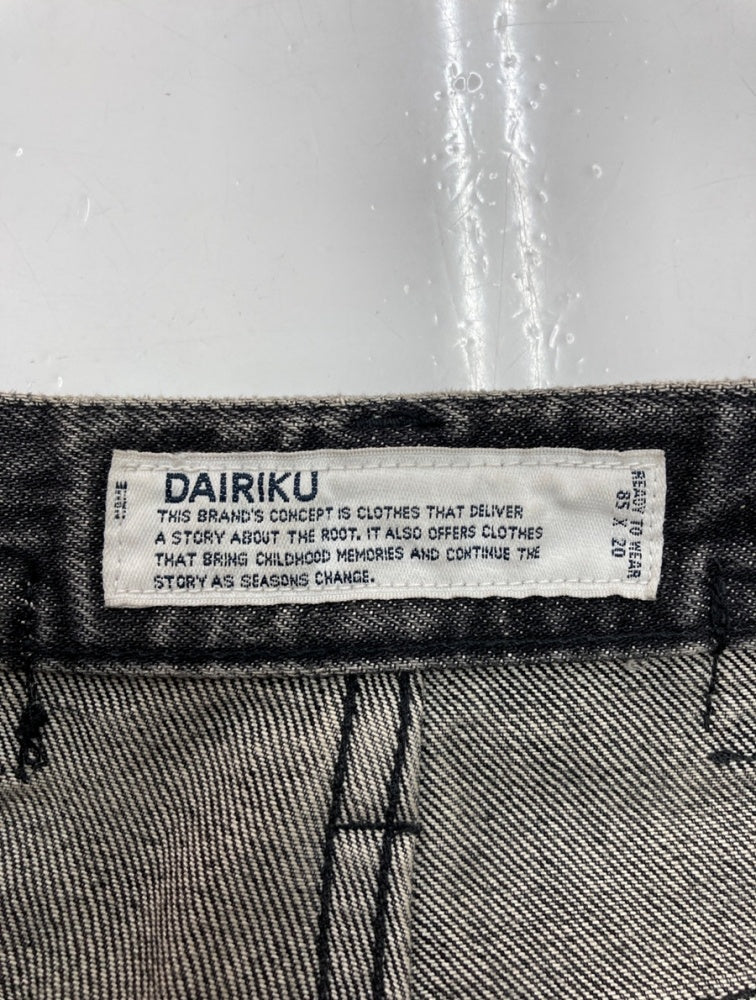 DAIRIKU
THIS BRAND'S CONCEPT IS CLOTHES THAT DELIVER
A STORY ABOUT THE ROOT. IT ALSO OFFERS CLOTHES
THAT BRING CHILDHOOD MEMORIES AND CONTINUE THE
STORY AS SEASONS CHANGE.
READY TO WEAR
85 X 20